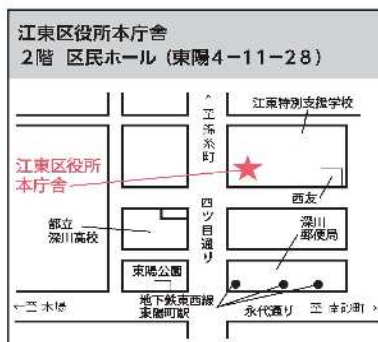 江東区役所本庁舎
2階 区民ホール (東陽4-11-28)
至 錦糸町
江東特別支援学校
江東区役所
本庁舎
西友
四ツ目通り
都立
深川高校
深川
郵便局
東陽公園
地下鉄東西線
東陽町駅
永代通り
←至 木場
至 南砂町→